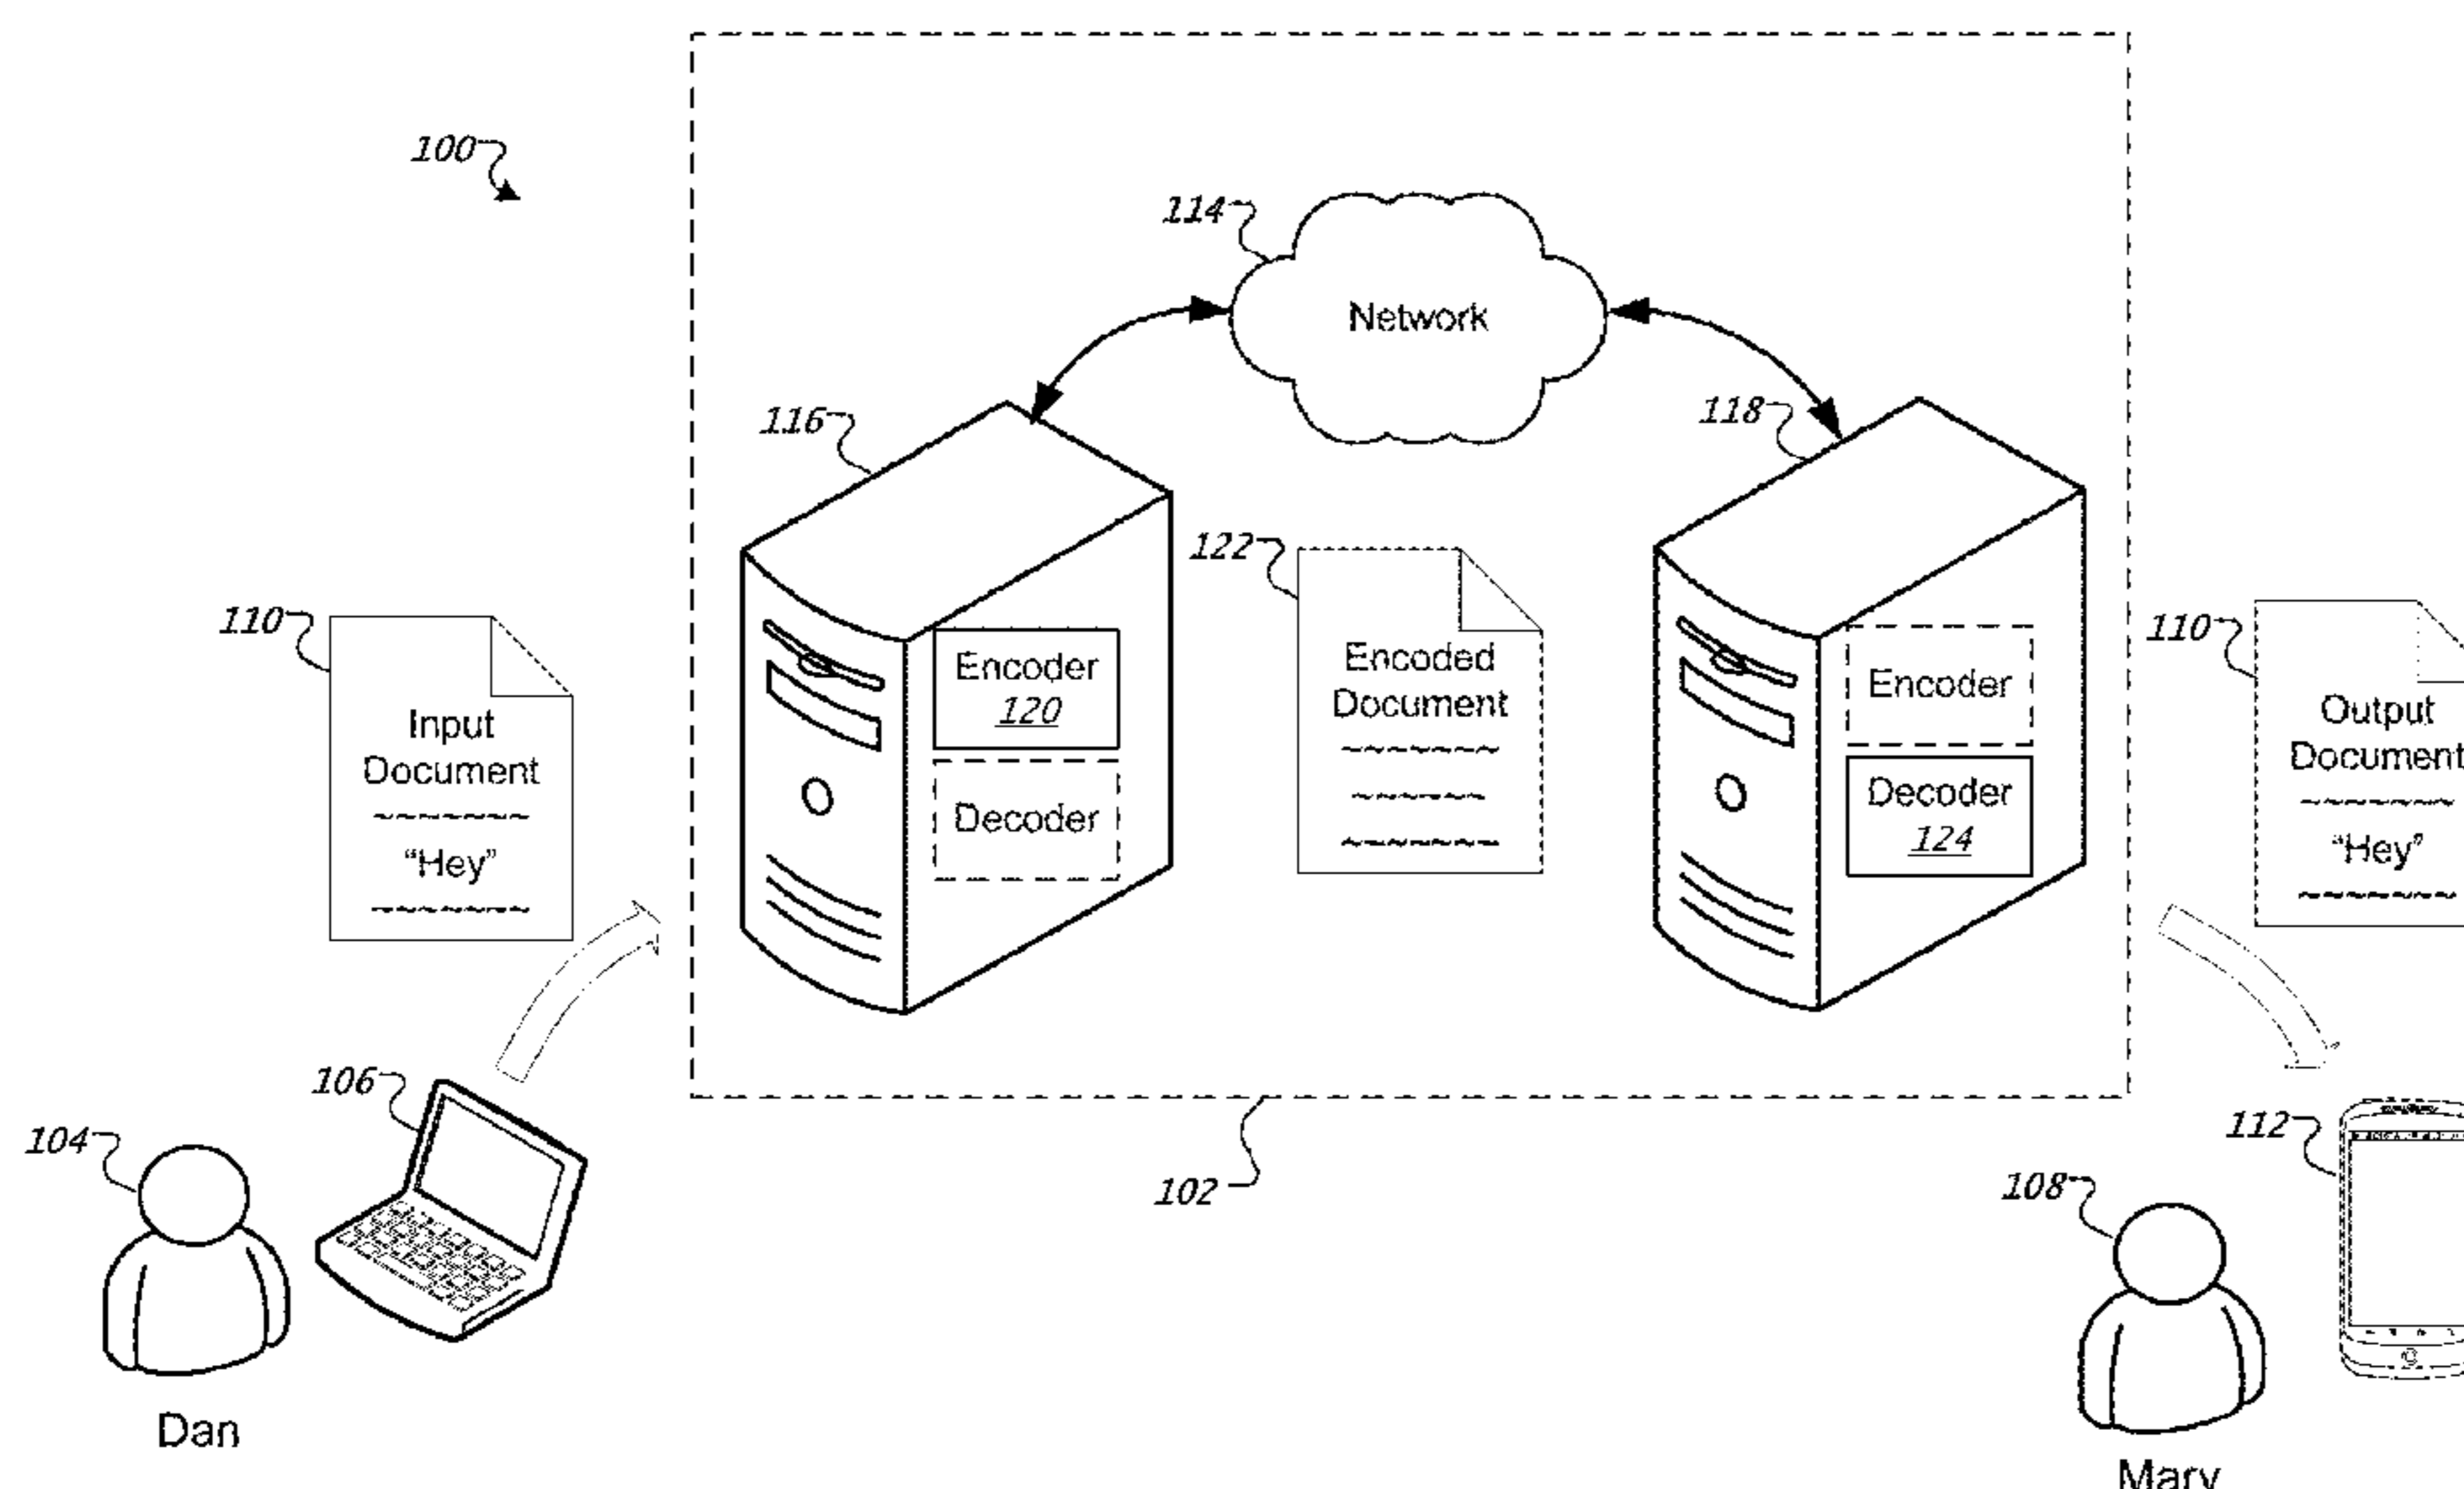 100
114
Network
116
118
122
110
Encoder
120
Decoder
Encoded
Document
Encoder
Decoder
124
110
Input
Document
“Hey”
Output
Document
“Hey”
106
104
102
112
108
Dan
Mary